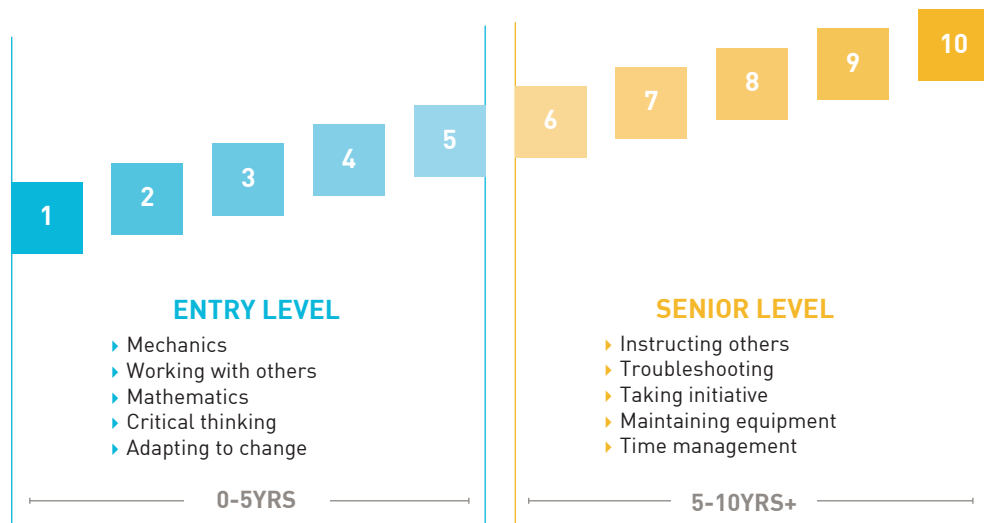 1
2
3
4
5
6
7
8
9
10
ENTRY LEVEL
Mechanics
Working with others
Mathematics
Critical thinking
Adapting to change
0-5YRS
SENIOR LEVEL
Instructing others
Troubleshooting
Taking initiative
Maintaining equipment
Time management
5-10YRS+